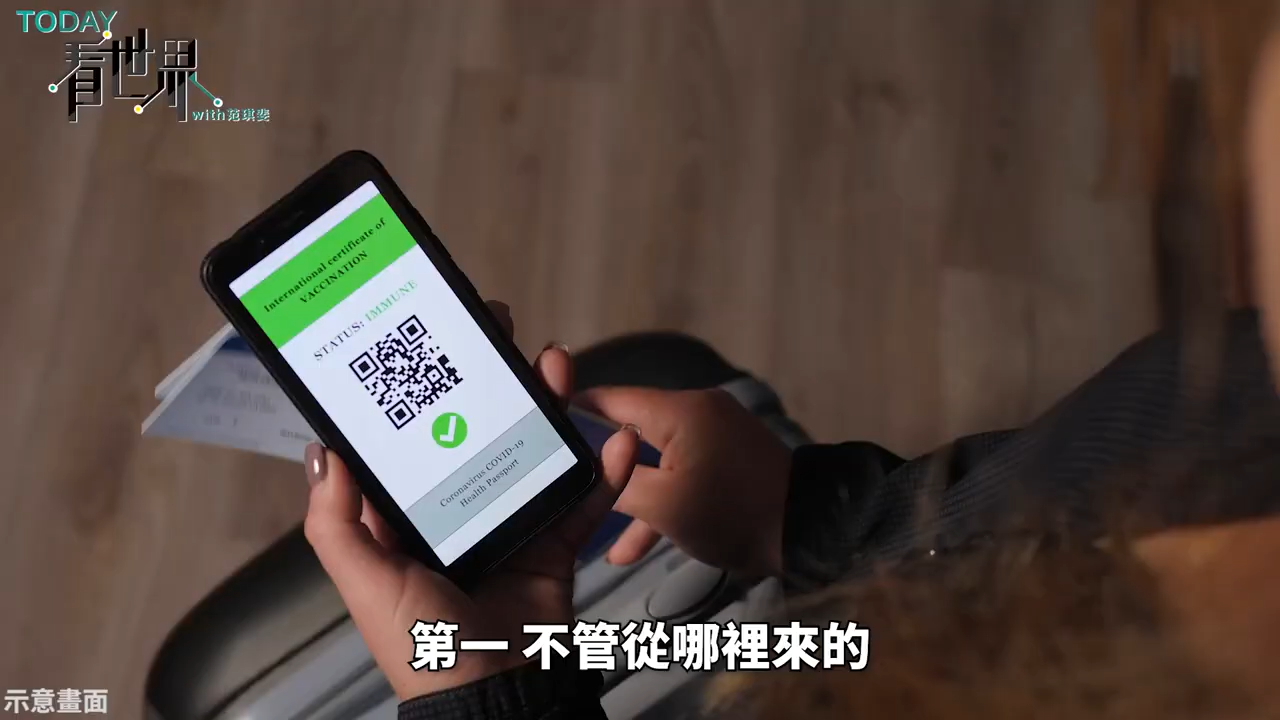 TODAY
看世界
with范琪斐
International certificate of
VACCINATION
STATUS: IMMUNE
Coronavirus COVID-19
Health Passport
第一 不管從哪裡來的
示意畫面